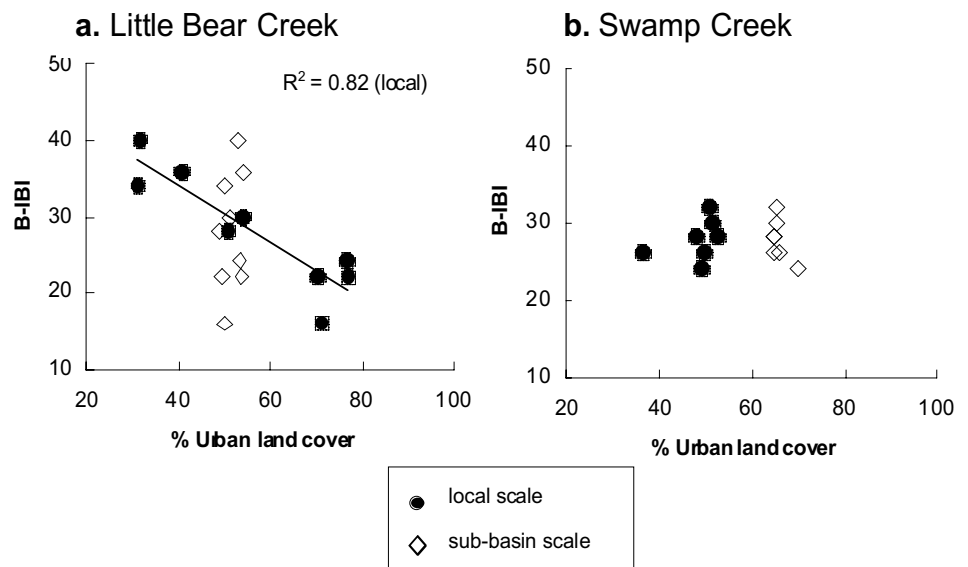 a. Little Bear Creek
50
40
30
20
10
B-IBI
R² = 0.82 (local)
20 40 60 80 100
% Urban land cover
b. Swamp Creek
50
40
30
20
10
B-IBI
20 40 60 80 100
% Urban land cover
local scale
sub-basin scale